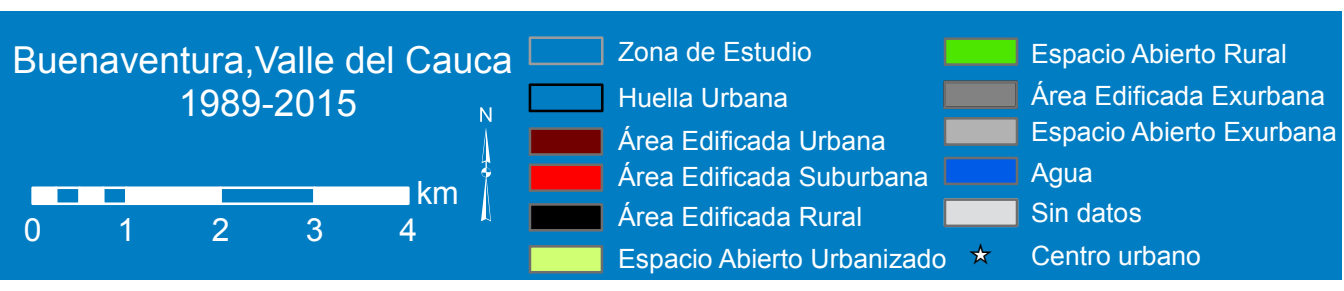 Buenaventura,Valle del Cauca
1989-2015
N
km
0 1 2 3 4
Zona de Estudio
Huella Urbana
Área Edificada Urbana
Área Edificada Suburbana
Área Edificada Rural
Espacio Abierto Urbanizado
Espacio Abierto Rural
Área Edificada Exurbana
Espacio Abierto Exurbana
Agua
Sin datos
Centro urbano